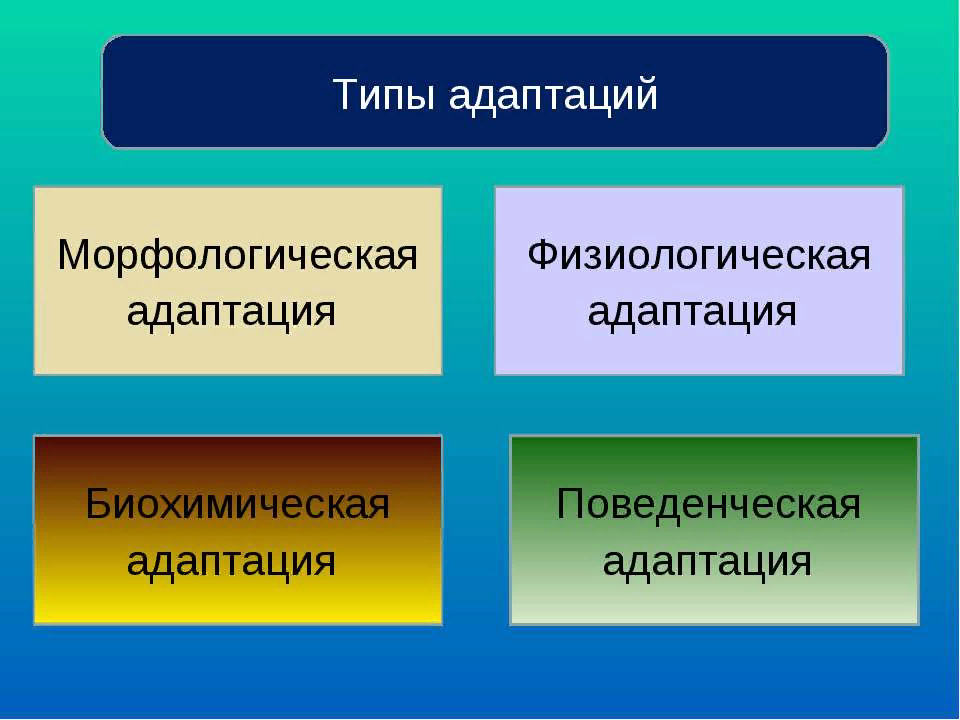 Типы адаптаций
Морфологическая
адаптация
Физиологическая
адаптация
Биохимическая
адаптация
Поведенческая
адаптация